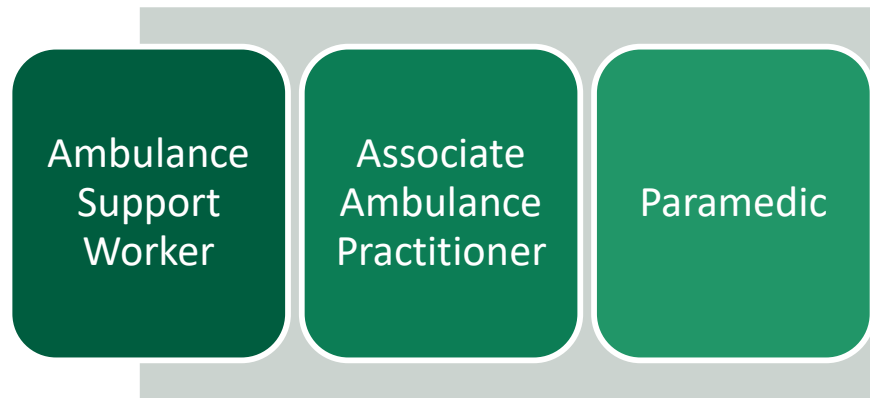 Ambulance
Support
Worker
Associate
Ambulance
Practitioner
Paramedic